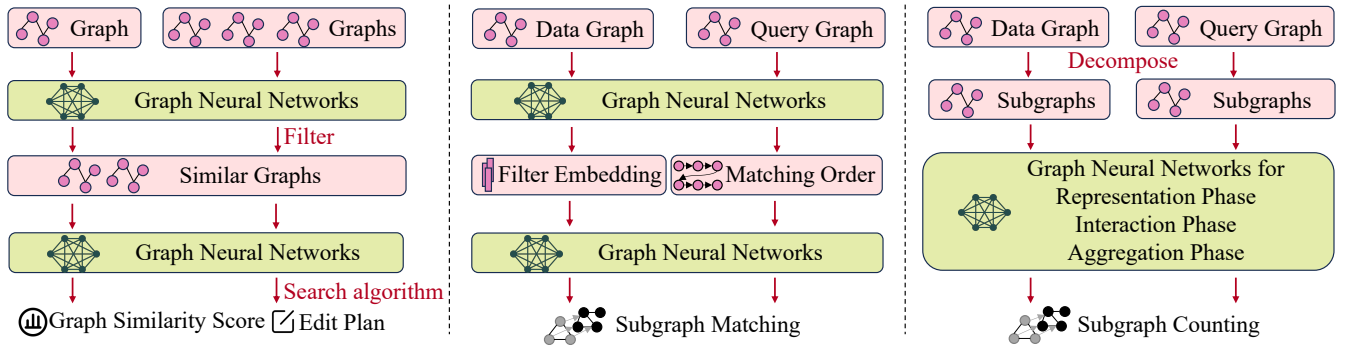 Graph
Graphs
Graph Neural Networks
Filter
Similar Graphs
Graph Neural Networks
Search algorithm
Graph Similarity Score
Edit Plan
Data Graph
Query Graph
Graph Neural Networks
Filter Embedding
Matching Order
Graph Neural Networks
Subgraph Matching
Data Graph
Query Graph
Decompose
Subgraphs
Subgraphs
Graph Neural Networks for
Representation Phase
Interaction Phase
Aggregation Phase
Subgraph Counting